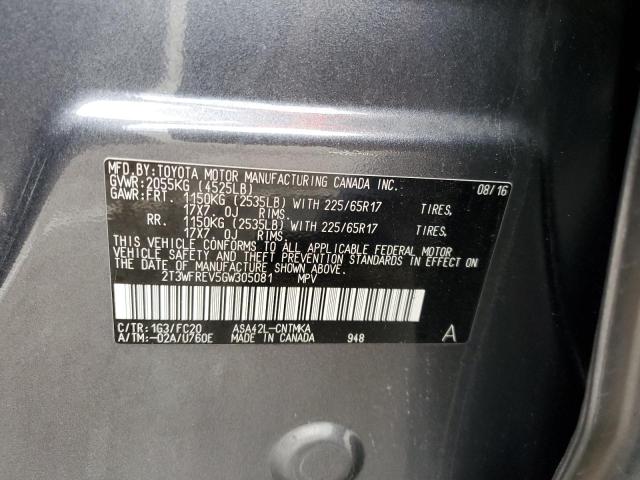 MFD.BY:TOYOTA MOTOR MANUFACTURING CANADA INC. 08/16
GVWR: 2055KG (4525LB)
GAWR:FRT. 1150KG (2535LB) WITH 225/65R17 TIRES,
17X7. OJ RIMS.
RR. 1150KG (2535LB) WITH 225/65R17 TIRES,
17X7. OJ RIMS.
THIS VEHICLE CONFORMS TO ALL APPLICABLE FEDERAL MOTOR
VEHICLE SAFETY AND THEFT PREVENTION STANDARDS IN EFFECT ON
THE DATE OF MANUFACTURE SHOWN ABOVE.
2T3WFREV5GW305081 MPV
C/TR: 1G3/FC20 ASA42L-CNTMKA
A/TM:-02A/U760E MADE IN CANADA 948 A